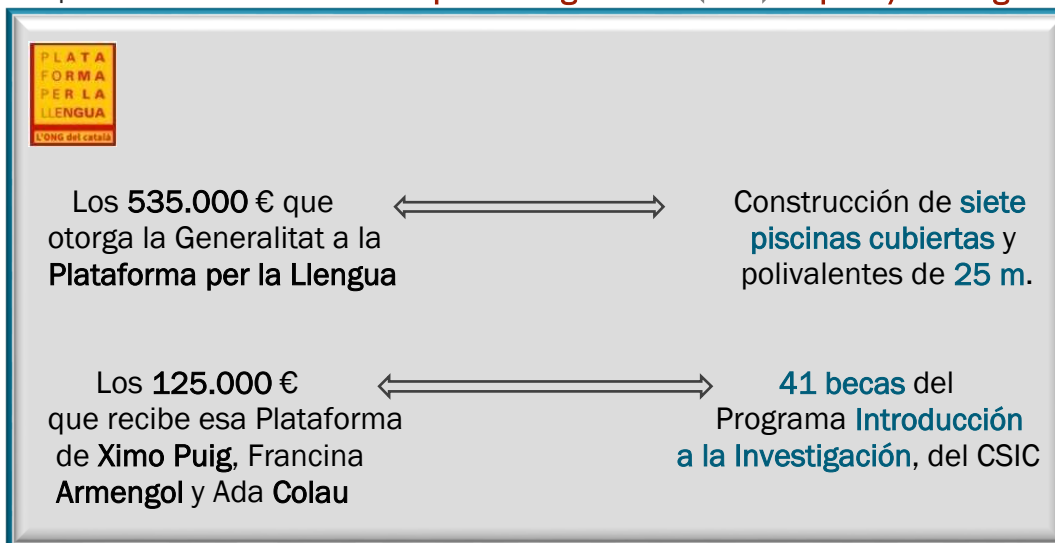 PLATA
FORMA
PER LA
LLENGUA
L'ONG del català
Los 535.000 € que
otorga la Generalitat a la
Plataforma per la Llengua
Construcción de siete
piscinas cubiertas y
polivalentes de 25 m.
Los 125.000 €
que recibe esa Plataforma
de Ximo Puig, Francina
Armengol y Ada Colau
41 becas del
Programa Introducción
a la Investigación, del CSIC